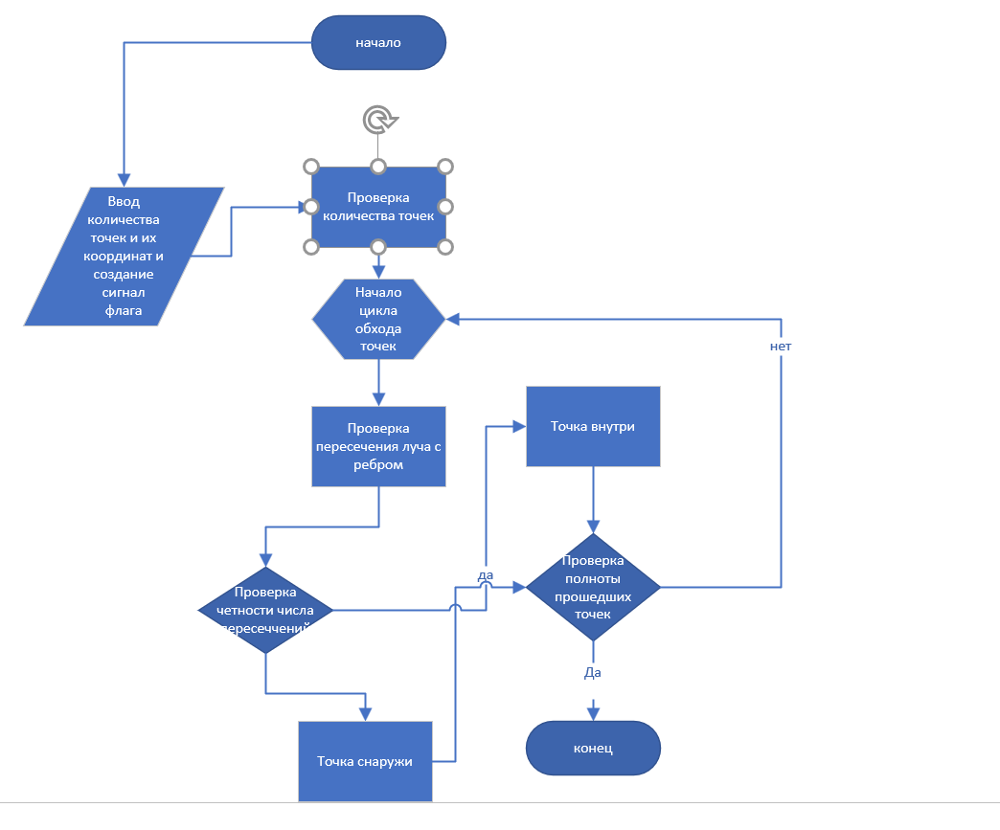 начало
Ввод
количества
точек и их
координат и
создание
сигнал
флага
Проверка
количества точек
Начало
цикла
обхода
точек
нет
Проверка
пересечения луча с
ребром
Точка внутри
Проверка
четности числа
пересеччений
да
Проверка
полноты
прошедших
точек
Да
Точка снаружи
конец